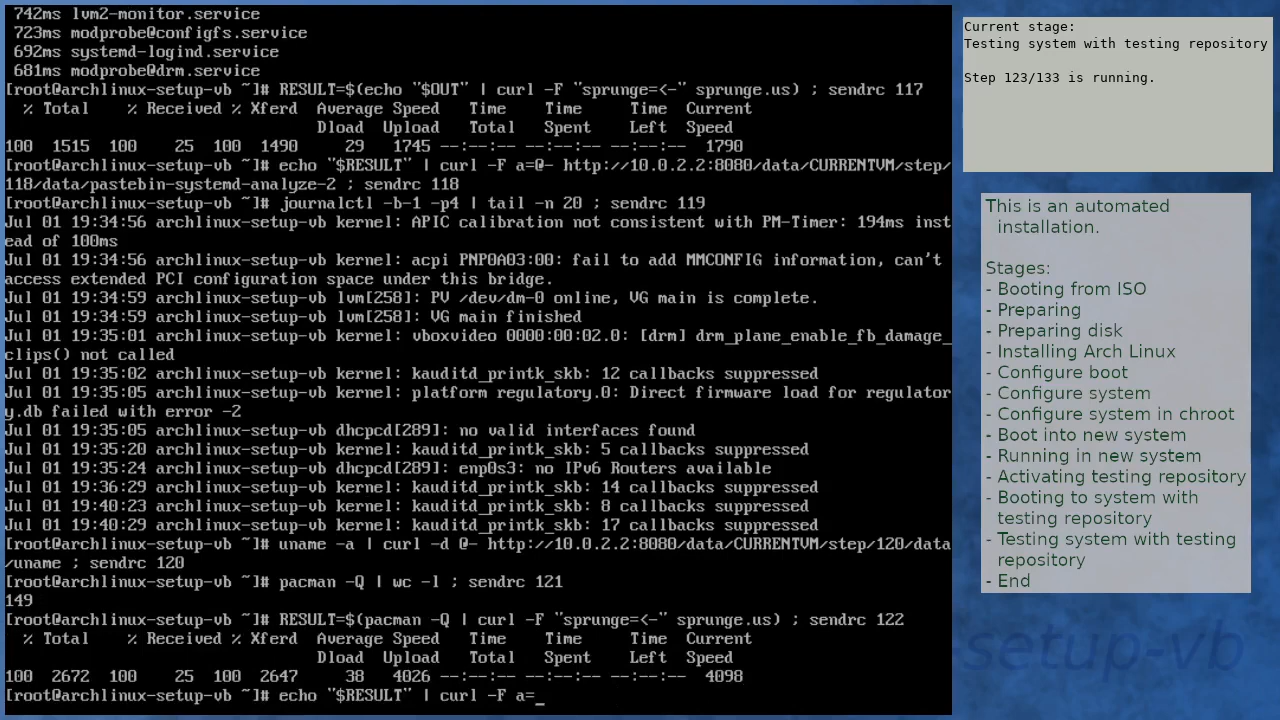 742ms lvm2-monitor.service
 723ms modprobe@configfs.service
 692ms systemd-logind.service
 681ms modprobe@drm.service
[root@archlinux-setup-vb ~]# RESULT=$(echo "$OUT" | curl -F "sprunge=<-" sprunge.us) ; sendrc 117
  % Total    % Received % Xferd  Average Speed   Time    Time     Time  Current
                                 Dload  Upload   Total   Spent    Left  Speed
100  1515  100    25  100  1490     29   1745 --:--:-- --:--:-- --:--:--  1790
[root@archlinux-setup-vb ~]# echo "$RESULT" | curl -F a=@- http://10.0.2.2:8080/data/CURRENTVM/step/
118/data/pastebin-systemd-analyze-2 ; sendrc 118
[root@archlinux-setup-vb ~]# journalctl -b-1 -p4 | tail -n 20 ; sendrc 119
Jul 01 19:34:56 archlinux-setup-vb kernel: APIC calibration not consistent with PM-Timer: 194ms inst
ead of 100ms
Jul 01 19:34:56 archlinux-setup-vb kernel: acpi PNP0A03:00: fail to add MMCONFIG information, can't
access extended PCI configuration space under this bridge.
Jul 01 19:34:59 archlinux-setup-vb lvm[258]: PV /dev/dm-0 online, VG main is complete.
Jul 01 19:34:59 archlinux-setup-vb lvm[258]: VG main finished
Jul 01 19:35:01 archlinux-setup-vb kernel: vboxvideo 0000:00:02.0: [drm] drm_plane_enable_fb_damage_
clips() not called
Jul 01 19:35:02 archlinux-setup-vb kernel: kauditd_printk_skb: 12 callbacks suppressed
Jul 01 19:35:05 archlinux-setup-vb kernel: platform regulatory.0: Direct firmware load for regulator
y.db failed with error -2
Jul 01 19:35:05 archlinux-setup-vb dhcpcd[289]: no valid interfaces found
Jul 01 19:35:20 archlinux-setup-vb kernel: kauditd_printk_skb: 5 callbacks suppressed
Jul 01 19:35:24 archlinux-setup-vb dhcpcd[289]: enp0s3: no IPv6 Routers available
Jul 01 19:36:29 archlinux-setup-vb kernel: kauditd_printk_skb: 14 callbacks suppressed
Jul 01 19:40:23 archlinux-setup-vb kernel: kauditd_printk_skb: 8 callbacks suppressed
Jul 01 19:40:29 archlinux-setup-vb kernel: kauditd_printk_skb: 17 callbacks suppressed
[root@archlinux-setup-vb ~]# uname -a | curl -d @- http://10.0.2.2:8080/data/CURRENTVM/step/120/data
/uname ; sendrc 120
[root@archlinux-setup-vb ~]# pacman -Q | wc -l ; sendrc 121
149
[root@archlinux-setup-vb ~]# RESULT=$(pacman -Q | curl -F "sprunge=<-" sprunge.us) ; sendrc 122
  % Total    % Received % Xferd  Average Speed   Time    Time     Time  Current
                                 Dload  Upload   Total   Spent    Left  Speed
100  2672  100    25  100  2647     38   4026 --:--:-- --:--:-- --:--:--  4098
[root@archlinux-setup-vb ~]# echo "$RESULT" | curl -F a=_
Current stage:
Testing system with testing repository
Step 123/133 is running.
This is an automated
installation.
Stages:
- Booting from ISO
- Preparing
- Preparing disk
- Installing Arch Linux
- Configure boot
- Configure system
- Configure system in chroot
- Boot into new system
- Running in new system
- Activating testing repository
- Booting to system with
testing repository
- Testing system with testing
repository
- End
-setup-vb